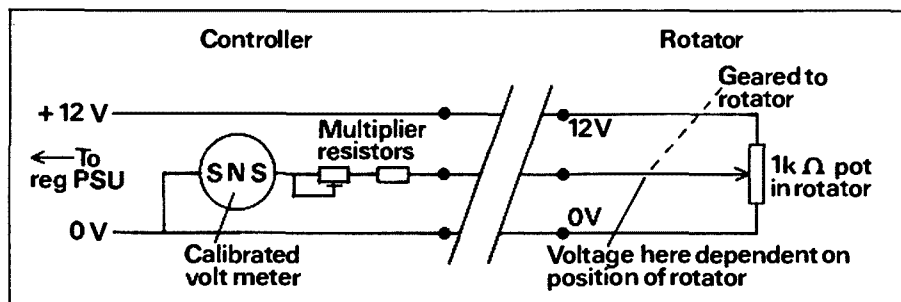 Controller
Rotator
Geared to
rotator
+12 V
12V
Multiplier
resistors
To
reg PSU
SNS
1k Ω pot
in rotator
0V
0V
Calibrated
volt meter
Voltage here dependent on
position of rotator